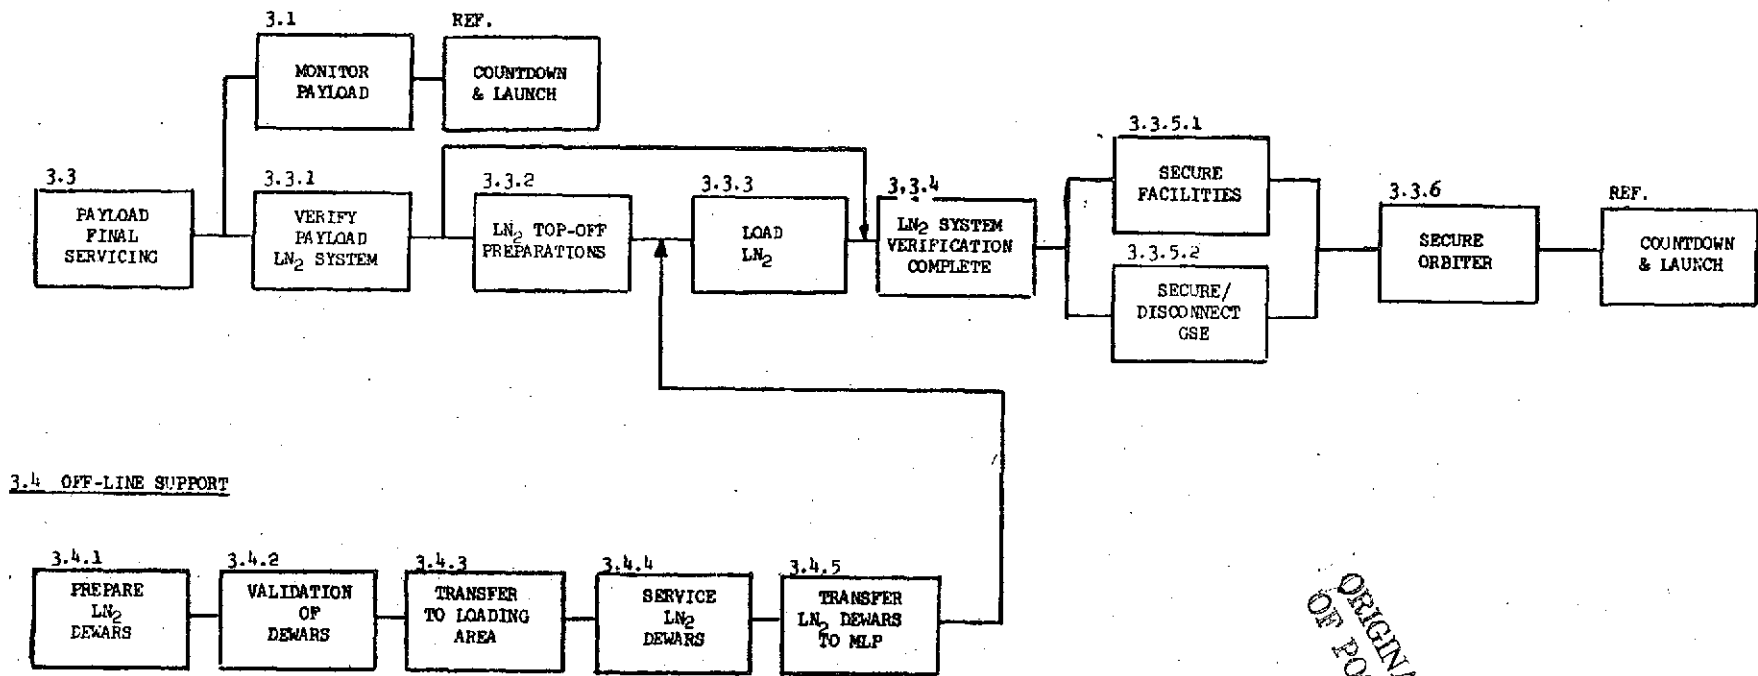 3.1
MONITOR
PAYLOAD
REF.
COUNTDOWN
& LAUNCH
3.3
PAYLOAD
FINAL
SERVICING
3.3.1
VERIFY
PAYLOAD
LN2 SYSTEM
3.3.2
LN2 TOP-OFF
PREPARATIONS
3.3.3
LOAD
LN2
3.3.4
LN2 SYSTEM
VERIFICATION
COMPLETE
3.3.5.1
SECURE
FACILITIES
3.3.5.2
SECURE/
DISCONNECT
GSE
3.3.6
SECURE
ORBITER
REF.
COUNTDOWN
& LAUNCH
3.4 OFF-LINE SUPPORT
3.4.1
PREPARE
LN2
DEWARS
3.4.2
VALIDATION
OF
DEWARS
3.4.3
TRANSFER
TO LOADING
AREA
3.4.4
SERVICE
LN2
DEWARS
3.4.5
TRANSFER
LN2 DEWARS
TO MLP
ORIGINA
OF PO